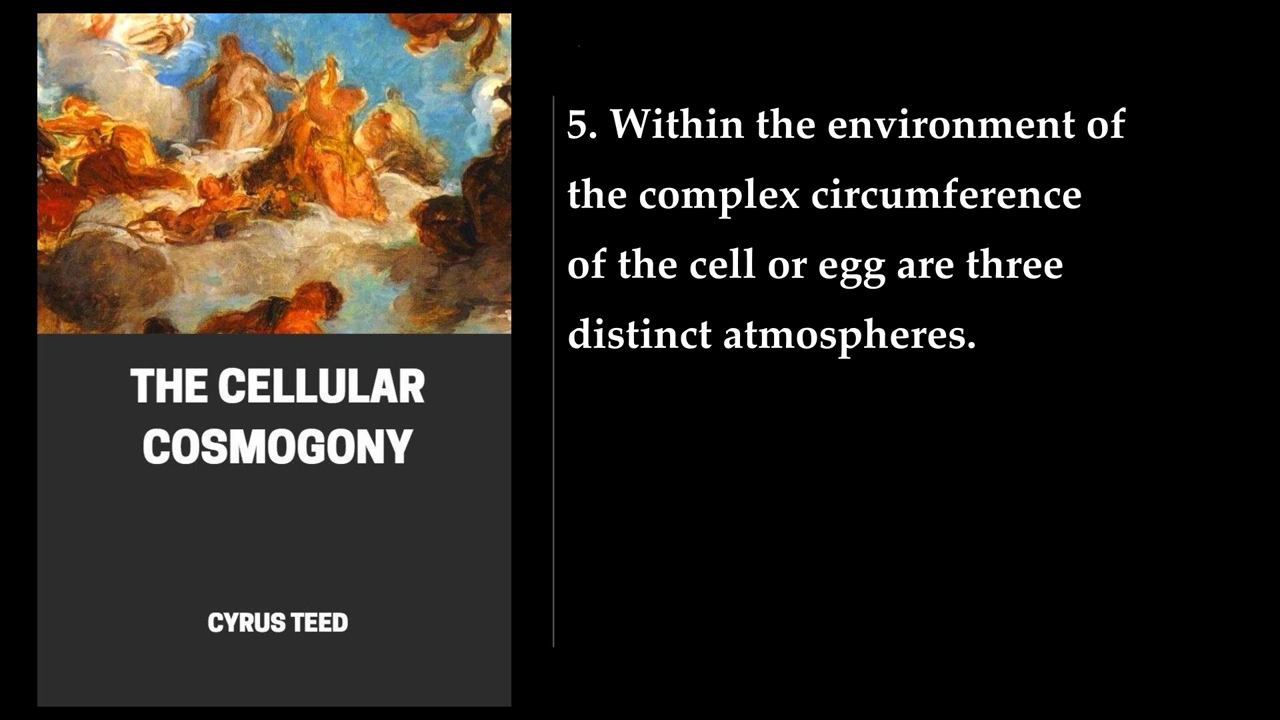 THE CELLULAR
COSMOGONY
CYRUS TEED
5. Within the environment of
the complex circumference
of the cell or egg are three
distinct atmospheres.